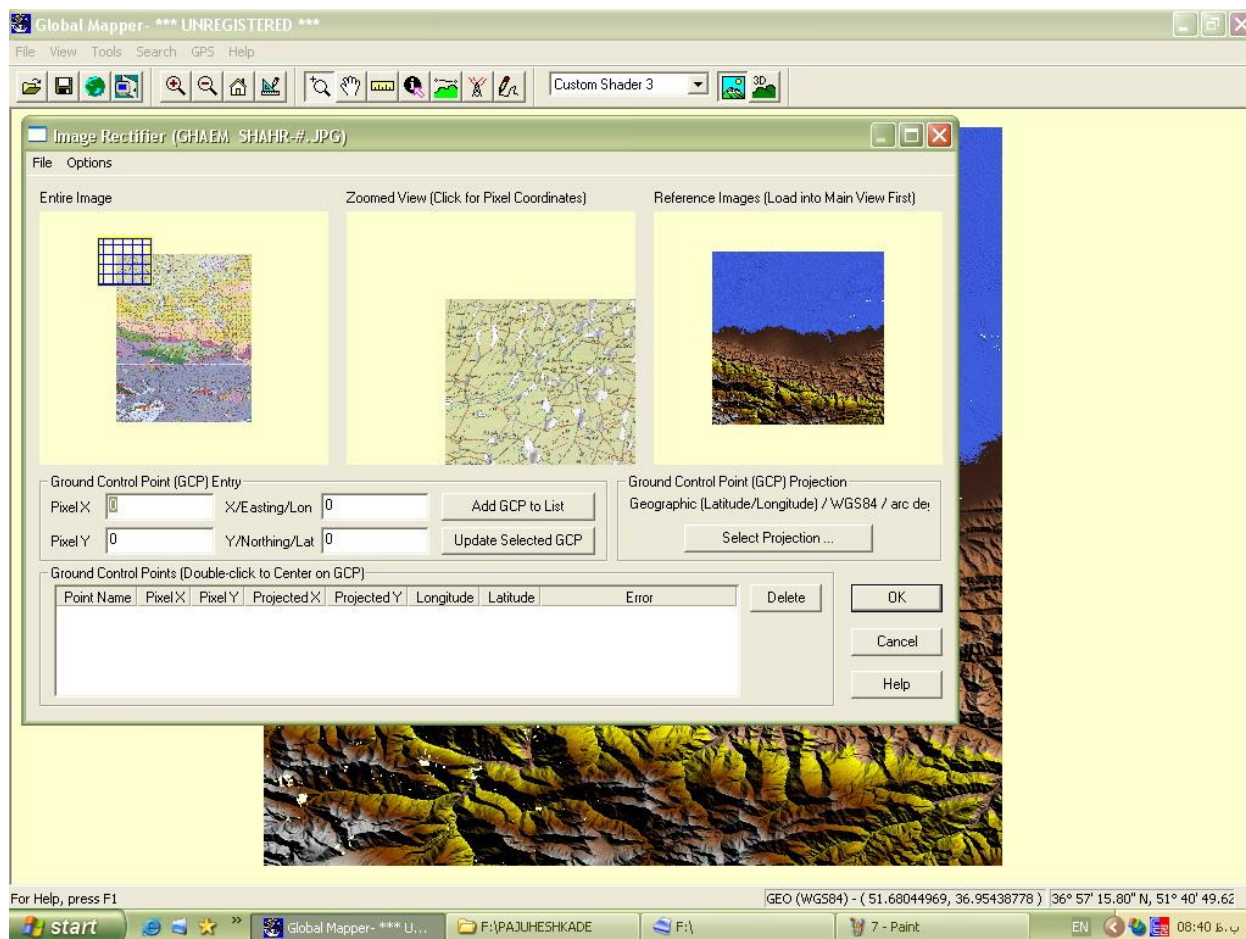 Global Mapper- *** UNREGISTERED ***
File View Tools Search GPS Help
Custom Shader 3
3D
Image Rectifier (GHAEM SHAHR-#.JPG)
File Options
Entire Image
Zoomed View (Click for Pixel Coordinates)
Reference Images (Load into Main View First)
Ground Control Point (GCP) Entry
Pixel X 0 X/Easting/Lon 0 Add GCP to List
Pixel Y 0 Y/Northing/Lat 0 Update Selected GCP
Ground Control Point (GCP) Projection
Geographic (Latitude/Longitude) / WGS84 / arc deg
Select Projection ...
Ground Control Points (Double-click to Center on GCP)
Point Name Pixel X Pixel Y Projected X Projected Y Longitude Latitude Error
Delete
OK
Cancel
Help
For Help, press F1
GEO (WGS84) - ( 51.68044969, 36.95438778 ) 36° 57' 15.80" N, 51° 40' 49.62
start
Global Mapper- *** U...
F:\PAJUHESHKADE
F:\
7 - Paint
EN
08:40 ب.ظ